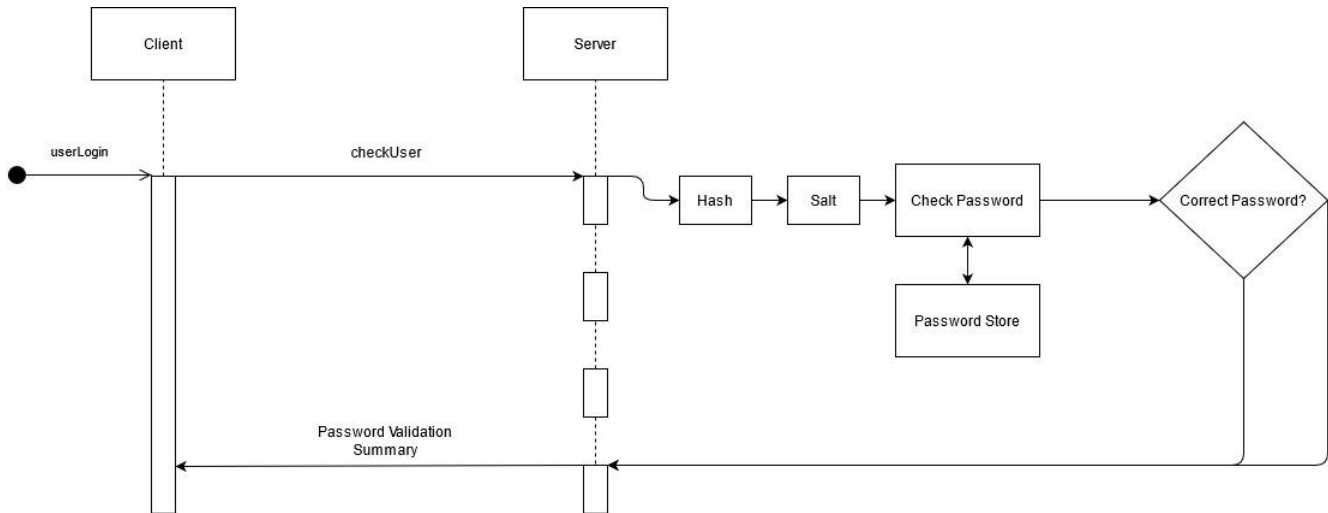 Client
Server
userLogin
checkUser
Hash
Salt
Check Password
Correct Password?
Password Store
Password Validation
Summary